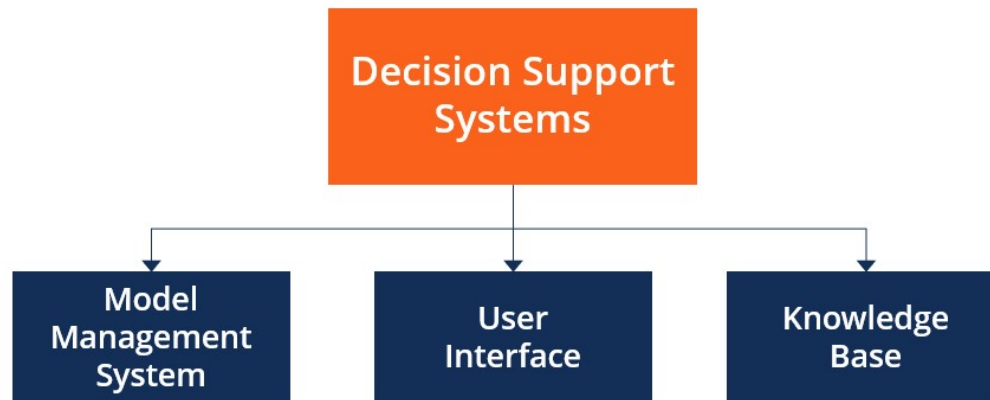 Decision Support
Systems
Model
Management
System
User
Interface
Knowledge
Base